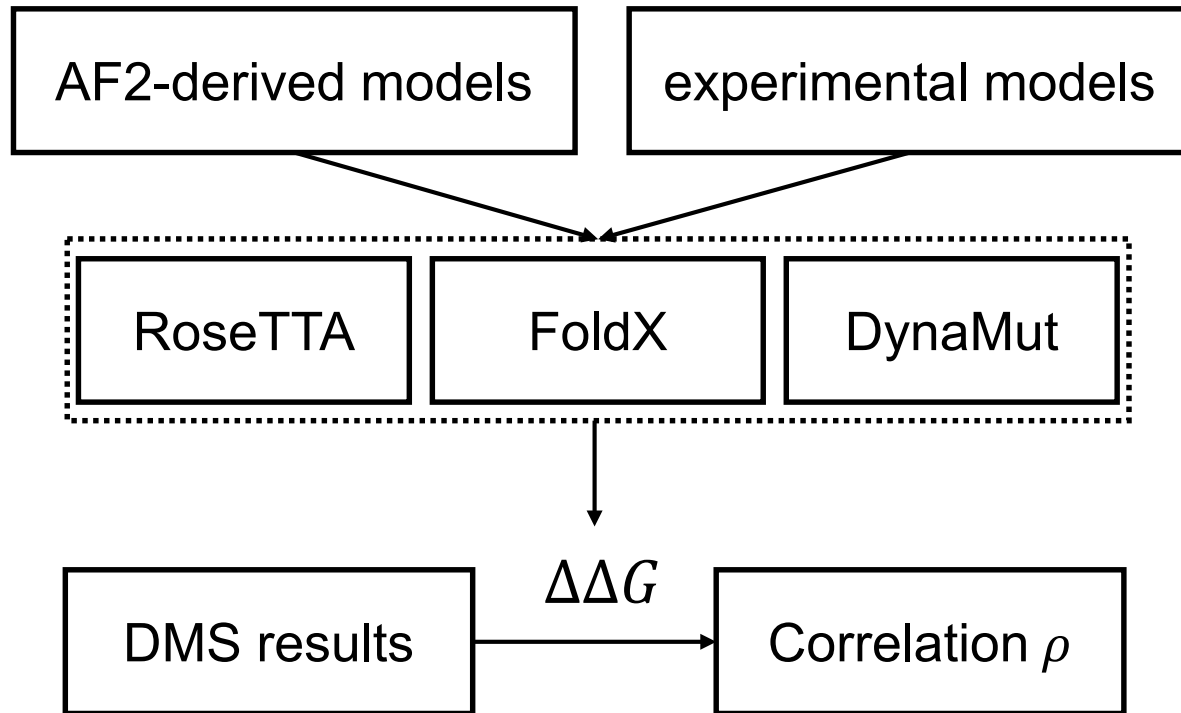 AF2-derived models
experimental models
RoseTTA
FoldX
DynaMut
ΔΔG
DMS results
Correlation ρ